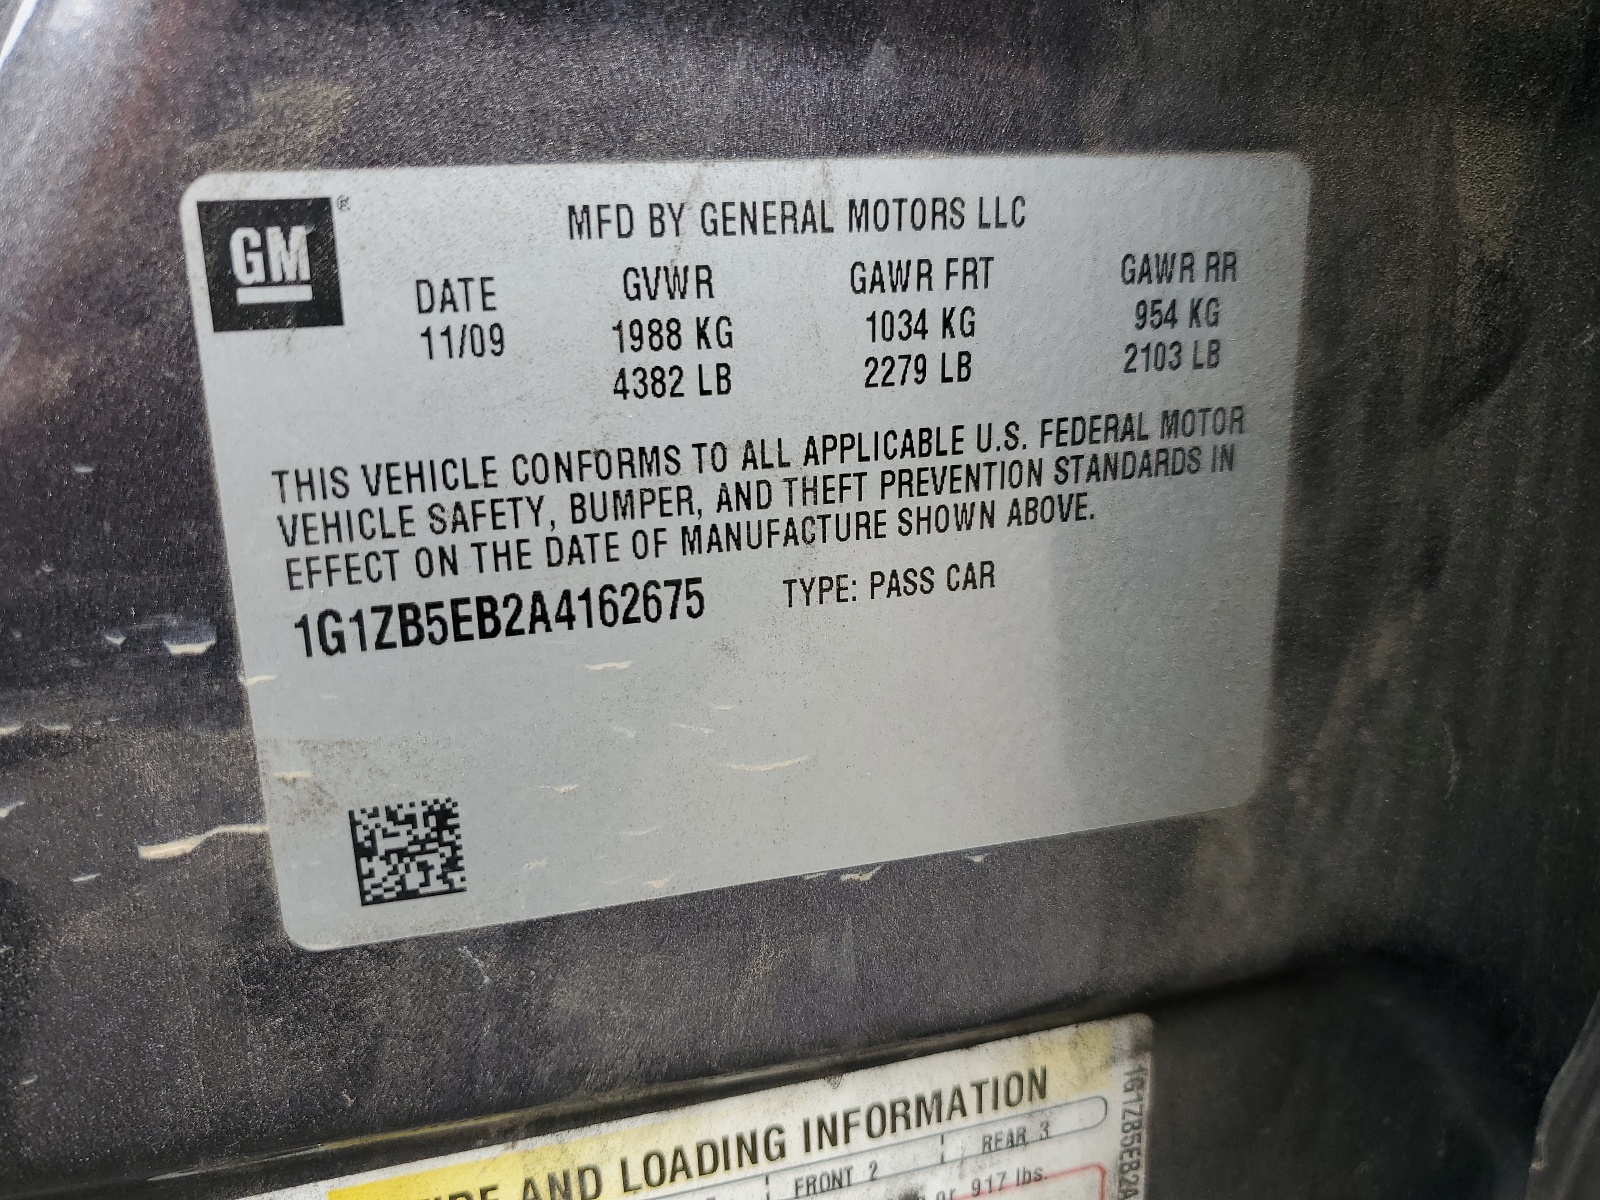 GM
MFD BY GENERAL MOTORS LLC
DATE GVWR GAWR FRT GAWR RR
11/09 1988 KG 1034 KG 954 KG
4382 LB 2279 LB 2103 LB
THIS VEHICLE CONFORMS TO ALL APPLICABLE U.S. FEDERAL MOTOR
VEHICLE SAFETY, BUMPER, AND THEFT PREVENTION STANDARDS IN
EFFECT ON THE DATE OF MANUFACTURE SHOWN ABOVE.
1G1ZB5EB2A4162675 TYPE: PASS CAR
AND LOADING INFORMATION
FRONT 2 REAR 3
or 917 lbs.
1G1ZB5EB2A